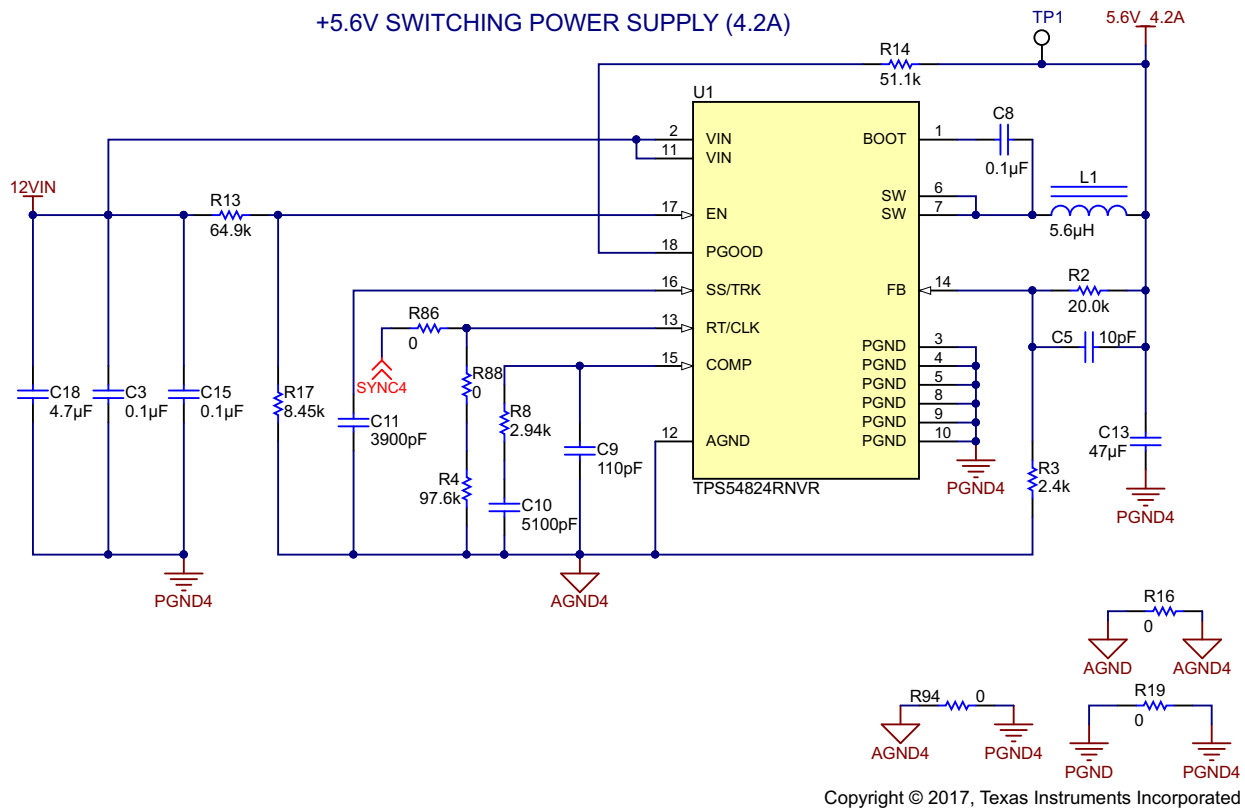 +5.6V SWITCHING POWER SUPPLY (4.2A)
TP1
5.6V_4.2A
R14
51.1k
U1
2
VIN
11
VIN
17
EN
18
PGOOD
16
SS/TRK
13
RT/CLK
15
COMP
12
AGND
BOOT
1
SW
6
SW
7
FB
14
PGND
3
PGND
4
PGND
5
PGND
8
PGND
9
PGND
10
TPS54824RNVR
C8
0.1µF
L1
5.6µH
R2
20.0k
C5
10pF
C13
47µF
PGND4
R3
2.4k
PGND4
12VIN
R13
64.9k
C18
4.7µF
C3
0.1µF
C15
0.1µF
PGND4
R17
8.45k
C11
3900pF
R86
0
SYNC4
R88
0
R4
97.6k
R8
2.94k
C10
5100pF
C9
110pF
AGND4
R16
0
AGND
AGND4
R94
0
AGND4
PGND4
R19
0
PGND
PGND4
Copyright © 2017, Texas Instruments Incorporated